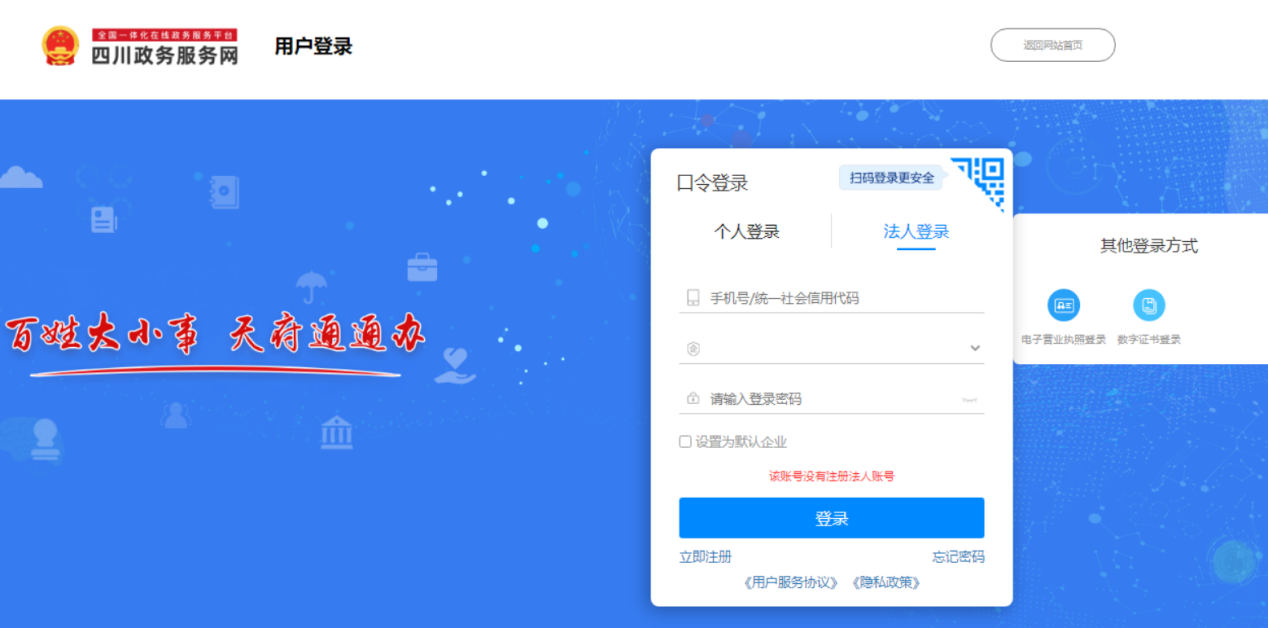 全国一体化在线政务服务平台
四川政务服务网
用户登录
返回网站首页
口令登录
扫码登录更安全
个人登录
法人登录
其他登录方式
手机号/统一社会信用代码
电子营业执照登录
数字证书登录
百姓大小事 天府通通办
请输入登录密码
设置为默认企业
该账号没有注册法人账号
登录
立即注册
忘记密码
《用户服务协议》 《隐私政策》